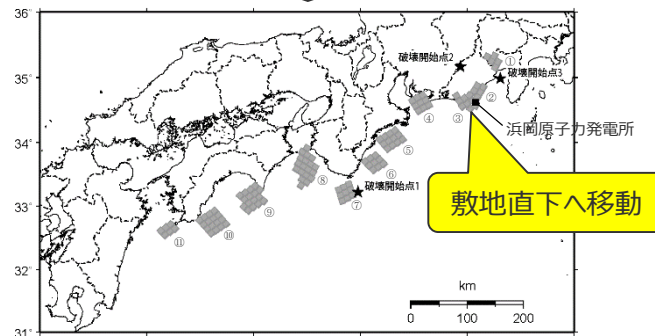 36°
破壊開始点2
①
35°
破壊開始点3
②
④
③
浜岡原子力発電所
34°
⑤
⑥
⑧
敷地直下へ移動
破壊開始点1
⑦
33°
⑨
⑩
⑪
km
32°
0 100 200
31°